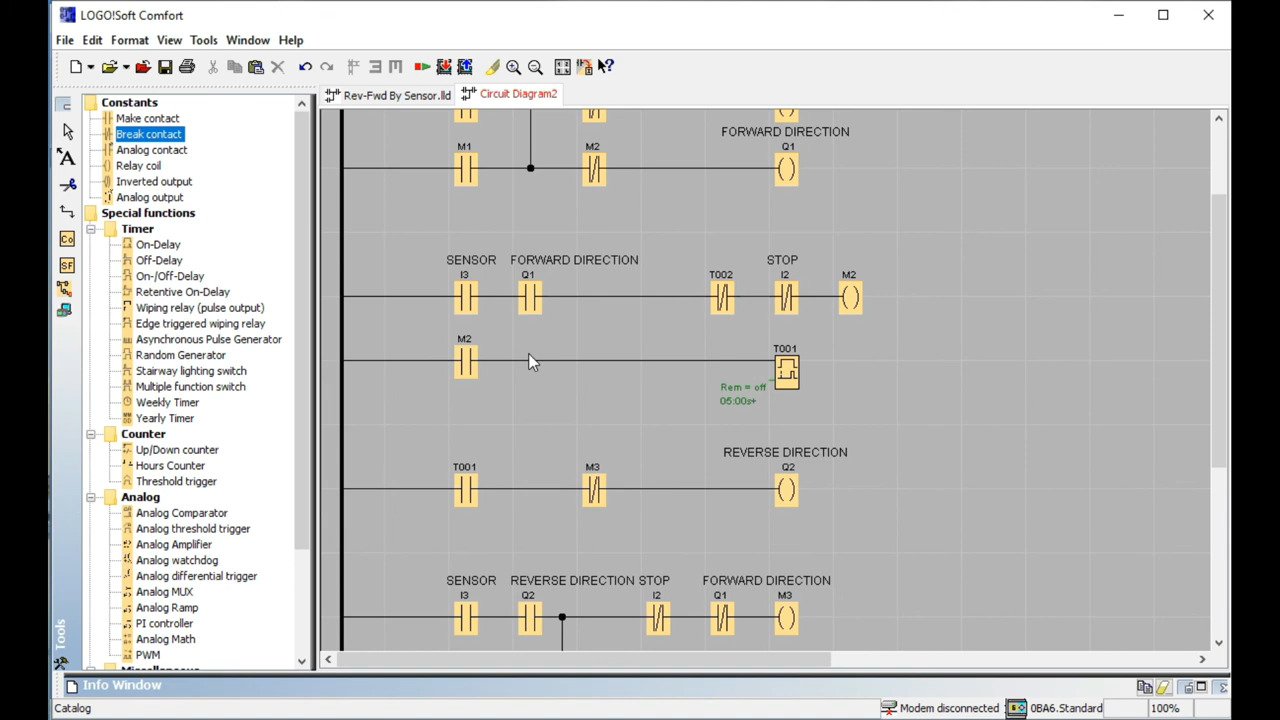 LOGO!Soft Comfort
File Edit Format View Tools Window Help
Rev-Fwd By Sensor.lld
Circuit Diagram2
Constants
Make contact
Break contact
Analog contact
Relay coil
Inverted output
Analog output
Special functions
Timer
On-Delay
Off-Delay
On-/Off-Delay
Retentive On-Delay
Wiping relay (pulse output)
Edge triggered wiping relay
Asynchronous Pulse Generator
Random Generator
Stairway lighting switch
Multiple function switch
Weekly Timer
Yearly Timer
Counter
Up/Down counter
Hours Counter
Threshold trigger
Analog
Analog Comparator
Analog threshold trigger
Analog Amplifier
Analog watchdog
Analog differential trigger
Analog MUX
Analog Ramp
PI controller
Analog Math
PWM
Miscellaneous
A
Co
SF
Tools
FORWARD DIRECTION
M1 M2 Q1
SENSOR FORWARD DIRECTION STOP
I3 Q1 T002 I2 M2
M2 T001
Rem = off
05:00s+
REVERSE DIRECTION
T001 M3 Q2
SENSOR REVERSE DIRECTION STOP FORWARD DIRECTION
I3 Q2 I2 Q1 M3
Info Window
Catalog
Modem disconnected
0BA6.Standard
100%